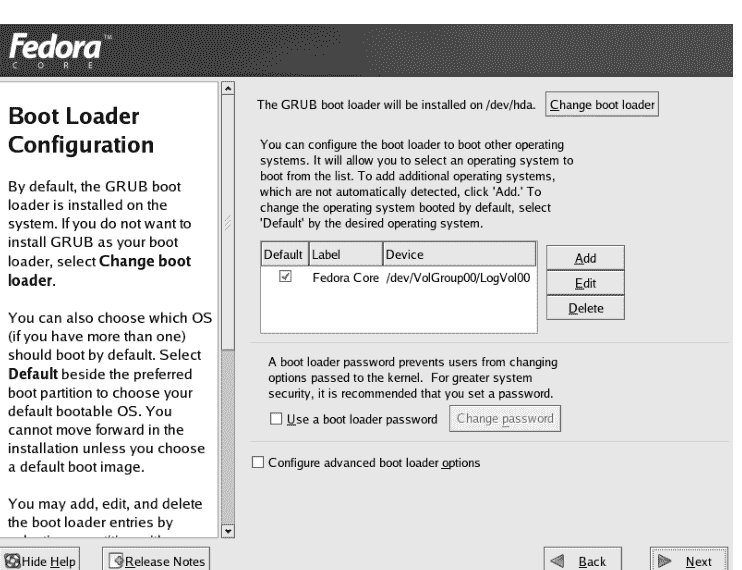 Fedora™
CORE
Boot Loader
Configuration
By default, the GRUB boot
loader is installed on the
system. If you do not want to
install GRUB as your boot
loader, select Change boot
loader.
You can also choose which OS
(if you have more than one)
should boot by default. Select
Default beside the preferred
boot partition to choose your
default bootable OS. You
cannot move forward in the
installation unless you choose
a default boot image.
You may add, edit, and delete
the boot loader entries by
The GRUB boot loader will be installed on /dev/hda. Change boot loader
You can configure the boot loader to boot other operating
systems. It will allow you to select an operating system to
boot from the list. To add additional operating systems,
which are not automatically detected, click 'Add.' To
change the operating system booted by default, select
'Default' by the desired operating system.
Default Label Device
Fedora Core /dev/VolGroup00/LogVol00
Add
Edit
Delete
A boot loader password prevents users from changing
options passed to the kernel. For greater system
security, it is recommended that you set a password.
Use a boot loader password Change password
Configure advanced boot loader options
Hide Help Release Notes Back Next